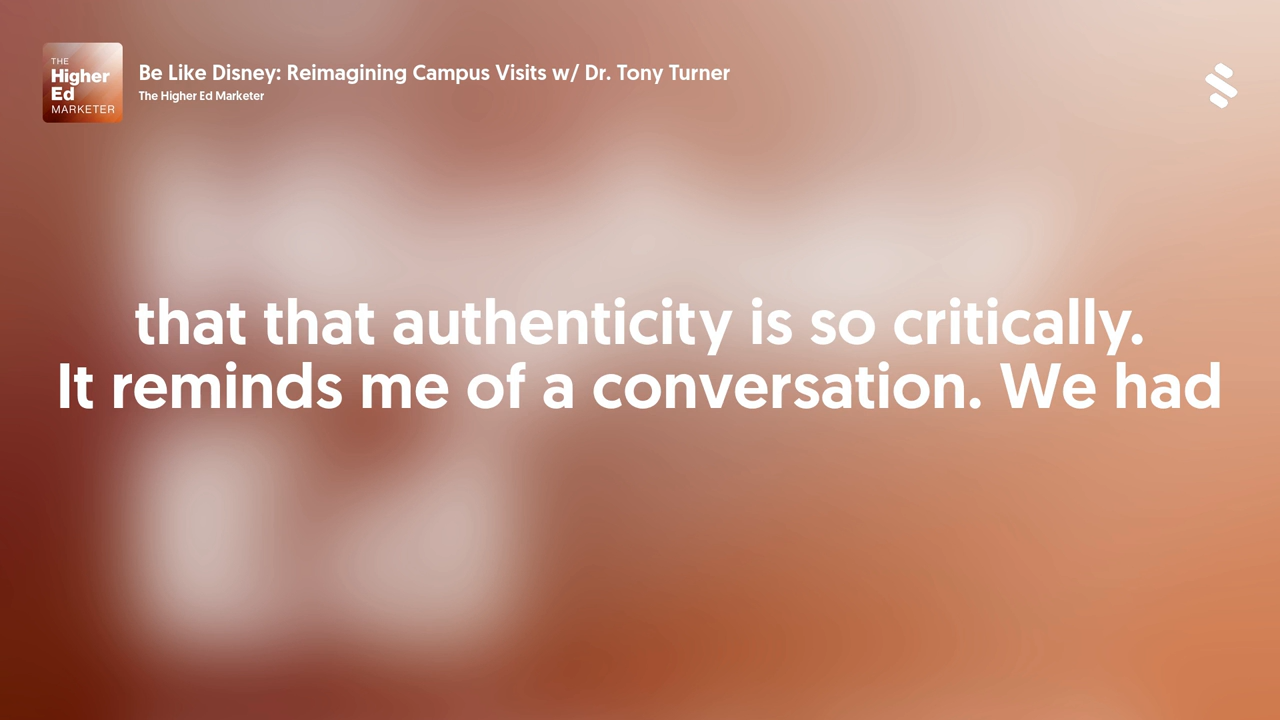 THE
Higher
Ed
MARKETER
Be Like Disney: Reimagining Campus Visits w/ Dr. Tony Turner
The Higher Ed Marketer
that that authenticity is so critically.
It reminds me of a conversation. We had